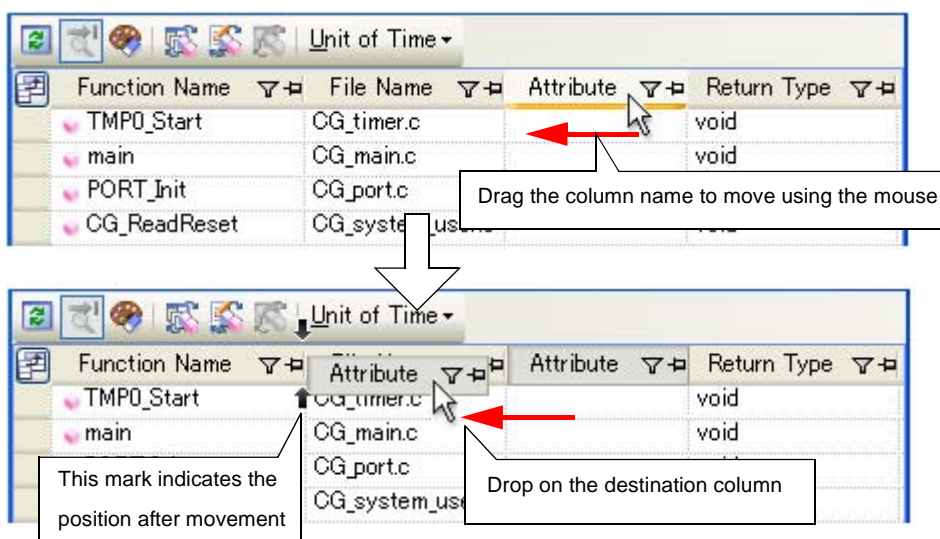 Unit of Time
Function Name File Name Attribute Return Type
TMP0_Start CG_timer.c void
main CG_main.c void
PORT_Init CG_port.c
Drag the column name to move using the mouse
CG_ReadReset
Unit of Time
Function Name Attribute Attribute Return Type
TMP0_Start CG_timer.c void
main CG_main.c void
This mark indicates the
position after movement
CG_port.c
Drop on the destination column